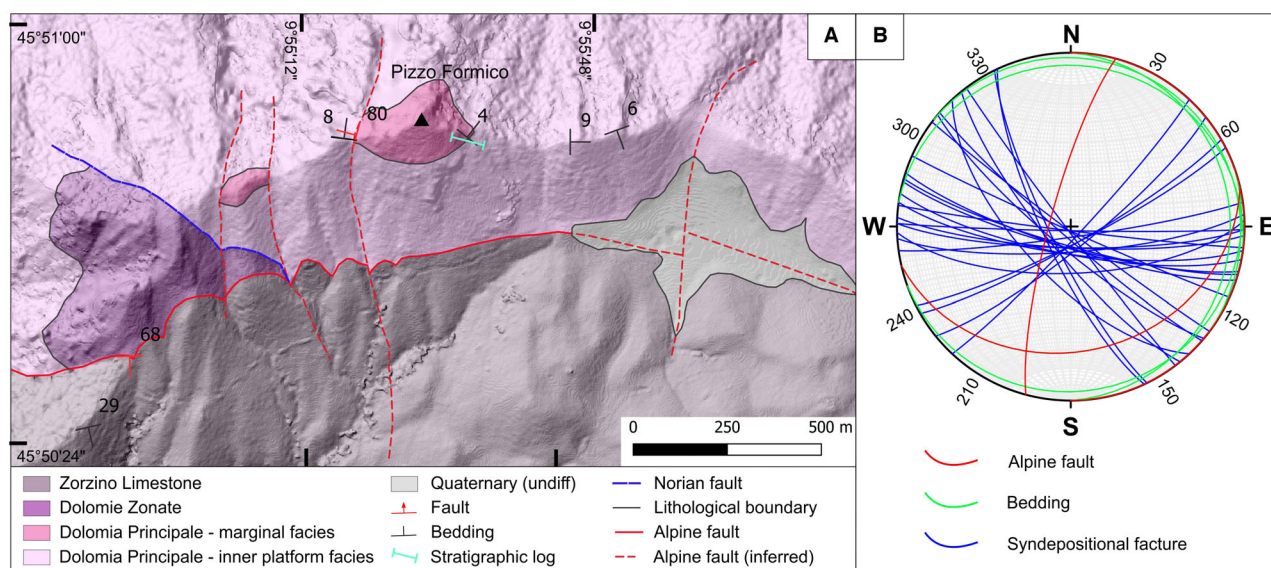 45°51'00"
9°55'12"
9°55'48"
A
Pizzo Formico
8
80
4
9
6
68
29
45°50'24"
0 250 500 m
Zorzino Limestone
Dolomie Zonate
Dolomia Principale - marginal facies
Dolomia Principale - inner platform facies
Quaternary (undiff)
Fault
Bedding
Stratigraphic log
Norian fault
Lithological boundary
Alpine fault
Alpine fault (inferred)
B
N
30
60
E
120
150
S
210
240
W
300
330
Alpine fault
Bedding
Syndepositional facture